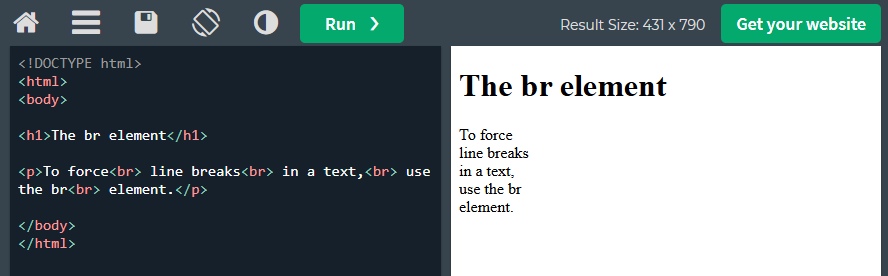 Run ❯
Result Size: 431 x 790
Get your website
<!DOCTYPE html>
<html>
<body>
<h1>The br element</h1>
<p>To force<br> line breaks<br> in a text,<br> use
the br<br> element.</p>
</body>
</html>
The br element
To force
line breaks
in a text,
use the br
element.